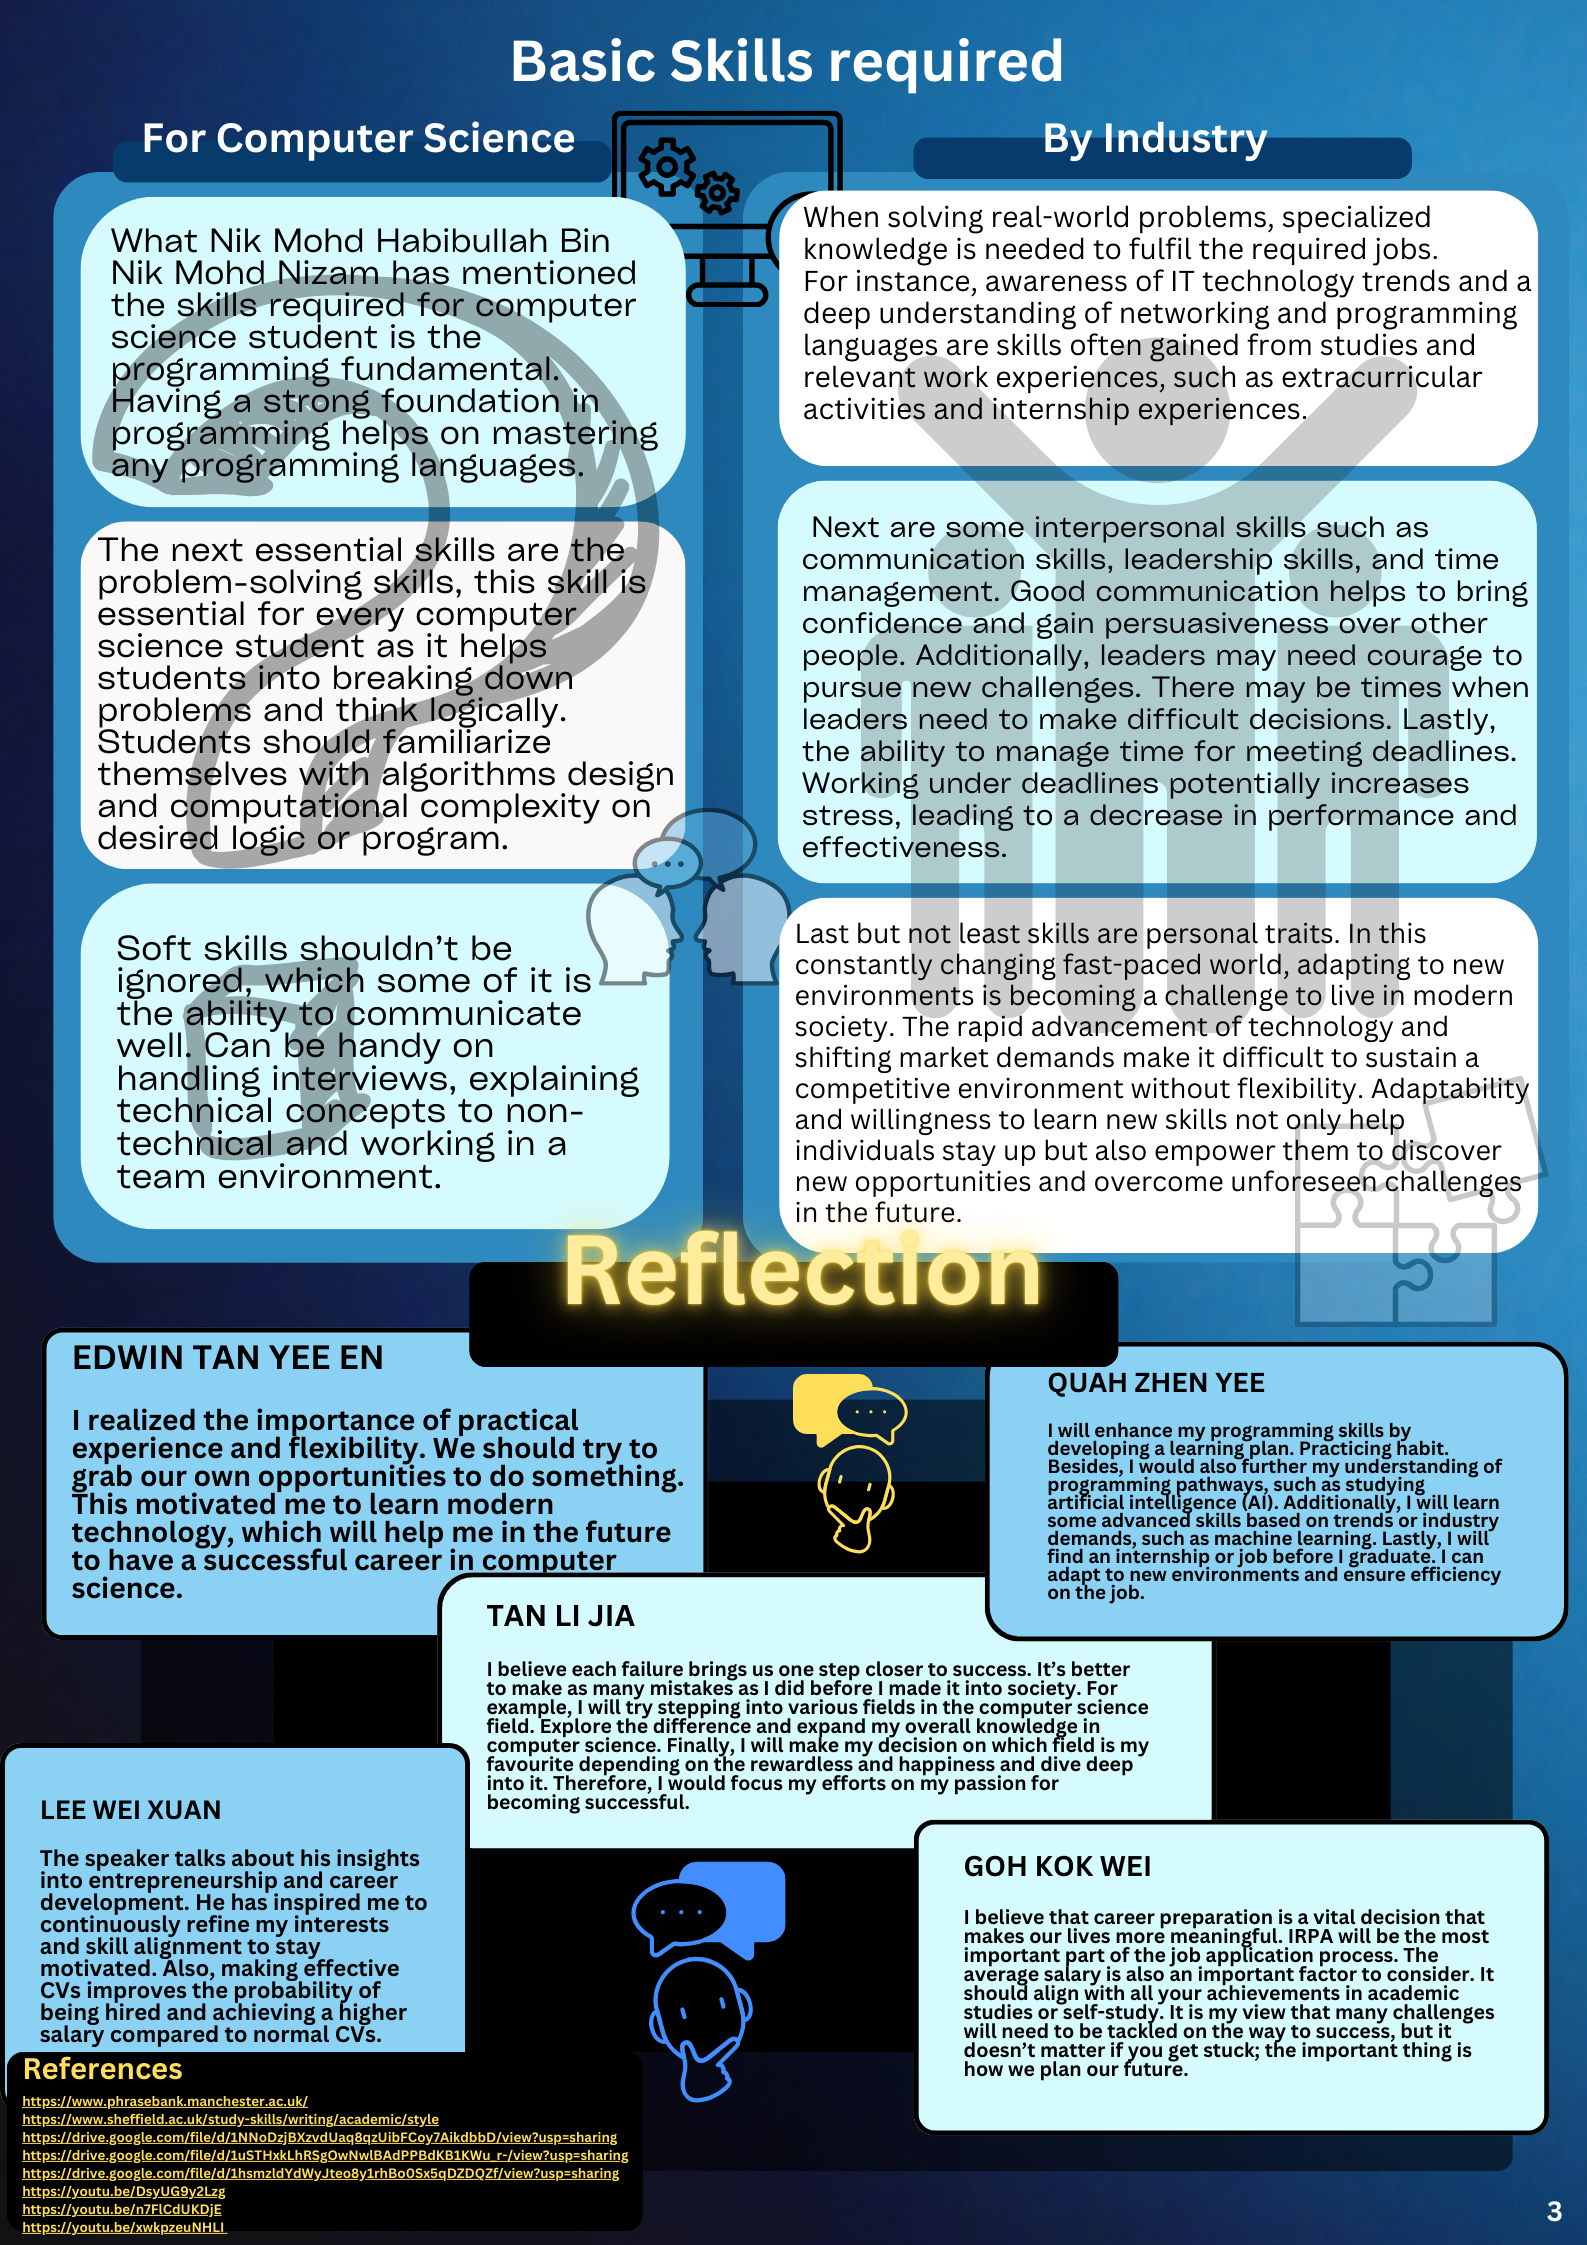 Basic Skills required
For Computer Science
What Nik Mohd Habibullah Bin
Nik Mohd Nizam has mentioned
the skills required for computer
science student is the
programming fundamental.
Having a strong foundation in
programming helps on mastering
any programming languages.
The next essential skills are the
problem-solving skills, this skill is
essential for every computer
science student as it helps
students into breaking down
problems and think logically.
Students should familiarize
themselves with algorithms design
and computational complexity on
desired logic or program.
Soft skills shouldn’t be
ignored, which some of it is
the ability to communicate
well. Can be handy on
handling interviews, explaining
technical concepts to non-
technical and working in a
team environment.
By Industry
When solving real-world problems, specialized
knowledge is needed to fulfil the required jobs.
For instance, awareness of IT technology trends and a
deep understanding of networking and programming
languages are skills often gained from studies and
relevant work experiences, such as extracurricular
activities and internship experiences.
Next are some interpersonal skills such as
communication skills, leadership skills, and time
management. Good communication helps to bring
confidence and gain persuasiveness over other
people. Additionally, leaders may need courage to
pursue new challenges. There may be times when
leaders need to make difficult decisions. Lastly,
the ability to manage time for meeting deadlines.
Working under deadlines potentially increases
stress, leading to a decrease in performance and
effectiveness.
Last but not least skills are personal traits. In this
constantly changing fast-paced world, adapting to new
environments is becoming a challenge to live in modern
society. The rapid advancement of technology and
shifting market demands make it difficult to sustain a
competitive environment without flexibility. Adaptability
and willingness to learn new skills not only help
individuals stay up but also empower them to discover
new opportunities and overcome unforeseen challenges
in the future.
Reflection
EDWIN TAN YEE EN
I realized the importance of practical
experience and flexibility. We should try to
grab our own opportunities to do something.
This motivated me to learn modern
technology, which will help me in the future
to have a successful career in computer
science.
QUAH ZHEN YEE
I will enhance my programming skills by
developing a learning plan. Practicing habit.
Besides, I would also further my understanding of
programming pathways, such as studying
artificial intelligence (AI). Additionally, I will learn
some advanced skills based on trends or industry
demands, such as machine learning. Lastly, I will
find an internship or job before I graduate. I can
adapt to new environments and ensure efficiency
on the job.
TAN LI JIA
I believe each failure brings us one step closer to success. It’s better
to make as many mistakes as I did before I made it into society. For
example, I will try stepping into various fields in the computer science
field. Explore the difference and expand my overall knowledge in
computer science. Finally, I will make my decision on which field is my
favourite depending on the rewardless and happiness and dive deep
into it. Therefore, I would focus my efforts on my passion for
becoming successful.
LEE WEI XUAN
The speaker talks about his insights
into entrepreneurship and career
development. He has inspired me to
continuously refine my interests
and skill alignment to stay
motivated. Also, making effective
CVs improves the probability of
being hired and achieving a higher
salary compared to normal CVs.
GOH KOK WEI
I believe that career preparation is a vital decision that
makes our lives more meaningful. IRPA will be the most
important part of the job application process. The
average salary is also an important factor to consider. It
should align with all your achievements in academic
studies or self-study. It is my view that many challenges
will need to be tackled on the way to success, but it
doesn’t matter if you get stuck; the important thing is
how we plan our future.
References
https://www.phrasebank.manchester.ac.uk/
https://www.sheffield.ac.uk/study-skills/writing/academic/style
https://drive.google.com/file/d/1NNoDzjBXzvdUaq8qzUibFCoy7AikdbbD/view?usp=sharing
https://drive.google.com/file/d/1uSTHxkLhRSgOwNwlBAdPPBdKB1KWu_r-/view?usp=sharing
https://drive.google.com/file/d/1hsmzldYdWyJteo8y1rhBo0Sx5qDZDQZf/view?usp=sharing
https://youtu.be/DsyUG9y2Lzg
https://youtu.be/n7FlCdUKDjE
https://youtu.be/xwkpzeuNHLI
3